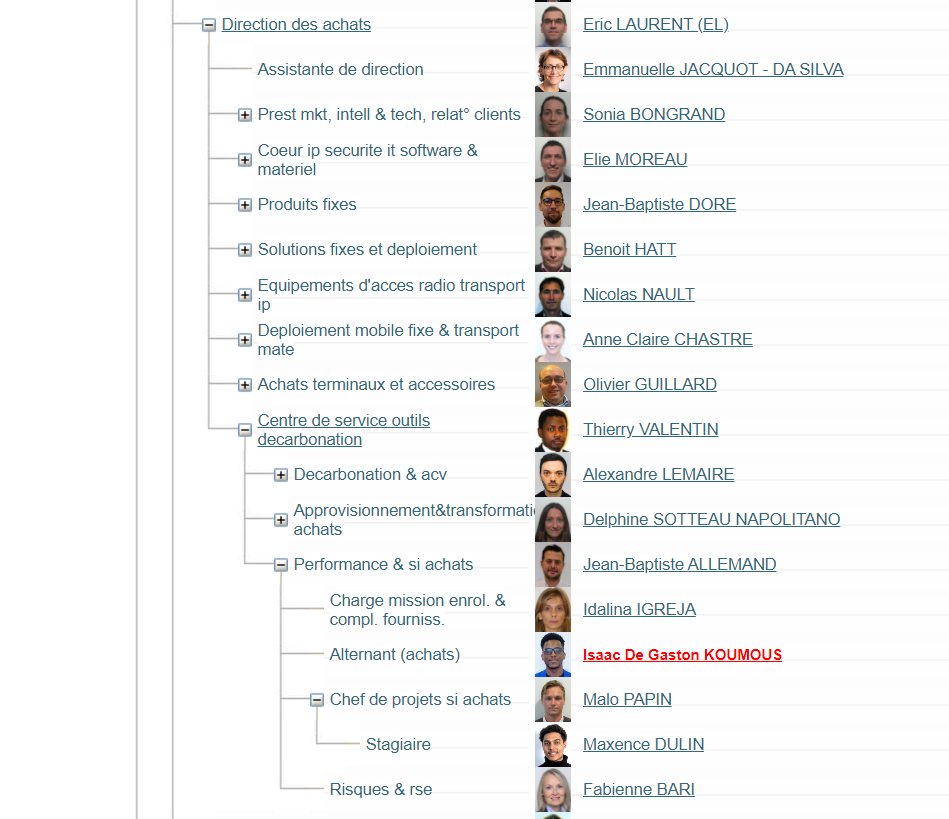 Direction des achats Eric LAURENT (EL)
Assistante de direction Emmanuelle JACQUOT - DA SILVA
Prest mkt, intell & tech, relat° clients Sonia BONGRAND
Coeur ip securite it software &
materiel Elie MOREAU
Produits fixes Jean-Baptiste DORE
Solutions fixes et deploiement Benoit HATT
Equipements d'acces radio transport
ip Nicolas NAULT
Deploiement mobile fixe & transport
mate Anne Claire CHASTRE
Achats terminaux et accessoires Olivier GUILLARD
Centre de service outils
decarbonation Thierry VALENTIN
Decarbonation & acv Alexandre LEMAIRE
Approvisionnement&transformati
achats Delphine SOTTEAU NAPOLITANO
Performance & si achats Jean-Baptiste ALLEMAND
Charge mission enrol. &
compl. fourniss. Idalina IGREJA
Alternant (achats) Isaac De Gaston KOUMOUS
Chef de projets si achats Malo PAPIN
Stagiaire Maxence DULIN
Risques & rse Fabienne BARI